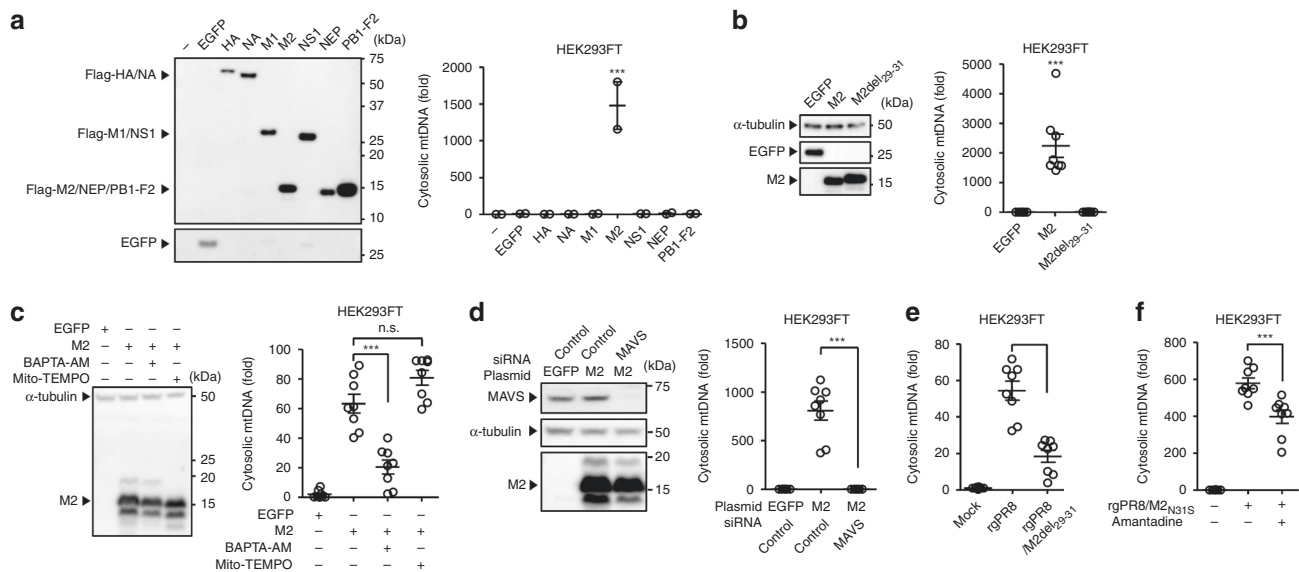 a
– EGFP HA NA M1 M2 NS1 NEP PB1-F2 (kDa)
Flag-HA/NA
Flag-M1/NS1
Flag-M2/NEP/PB1-F2
EGFP
75
50
37
25
20
15
10
25
HEK293FT
Cytosolic mtDNA (fold)
2000
1500
1000
500
0
***
– EGFP HA NA M1 M2 NS1 NEP PB1-F2
b
EGFP M2 M2del29–31 (kDa)
α-tubulin 50
EGFP 25
M2 15
HEK293FT
Cytosolic mtDNA (fold)
5000
4000
3000
2000
1000
0
***
EGFP M2 M2del29–31
c
EGFP + – – –
M2 – + + +
BAPTA-AM – – + –
Mito-TEMPO – – – +
(kDa)
α-tubulin 50
25
20
M2 15
HEK293FT
n.s.
***
Cytosolic mtDNA (fold)
100
80
60
40
20
0
EGFP + – – –
M2 – + + +
BAPTA-AM – – + –
Mito-TEMPO – – – +
d
siRNA Control Control MAVS (kDa)
Plasmid EGFP M2 M2
75
MAVS
α-tubulin 50
20
M2 15
HEK293FT
***
Cytosolic mtDNA (fold)
1500
1000
500
0
Plasmid EGFP M2 M2
siRNA Control Control MAVS
e
HEK293FT
Cytosolic mtDNA (fold)
100
80
60
40
20
0
Mock rgPR8 rgPR8
/M2del29-31
f
HEK293FT
***
Cytosolic mtDNA (fold)
800
600
400
200
0
rgPR8/M2N31S – + +
Amantadine – – +